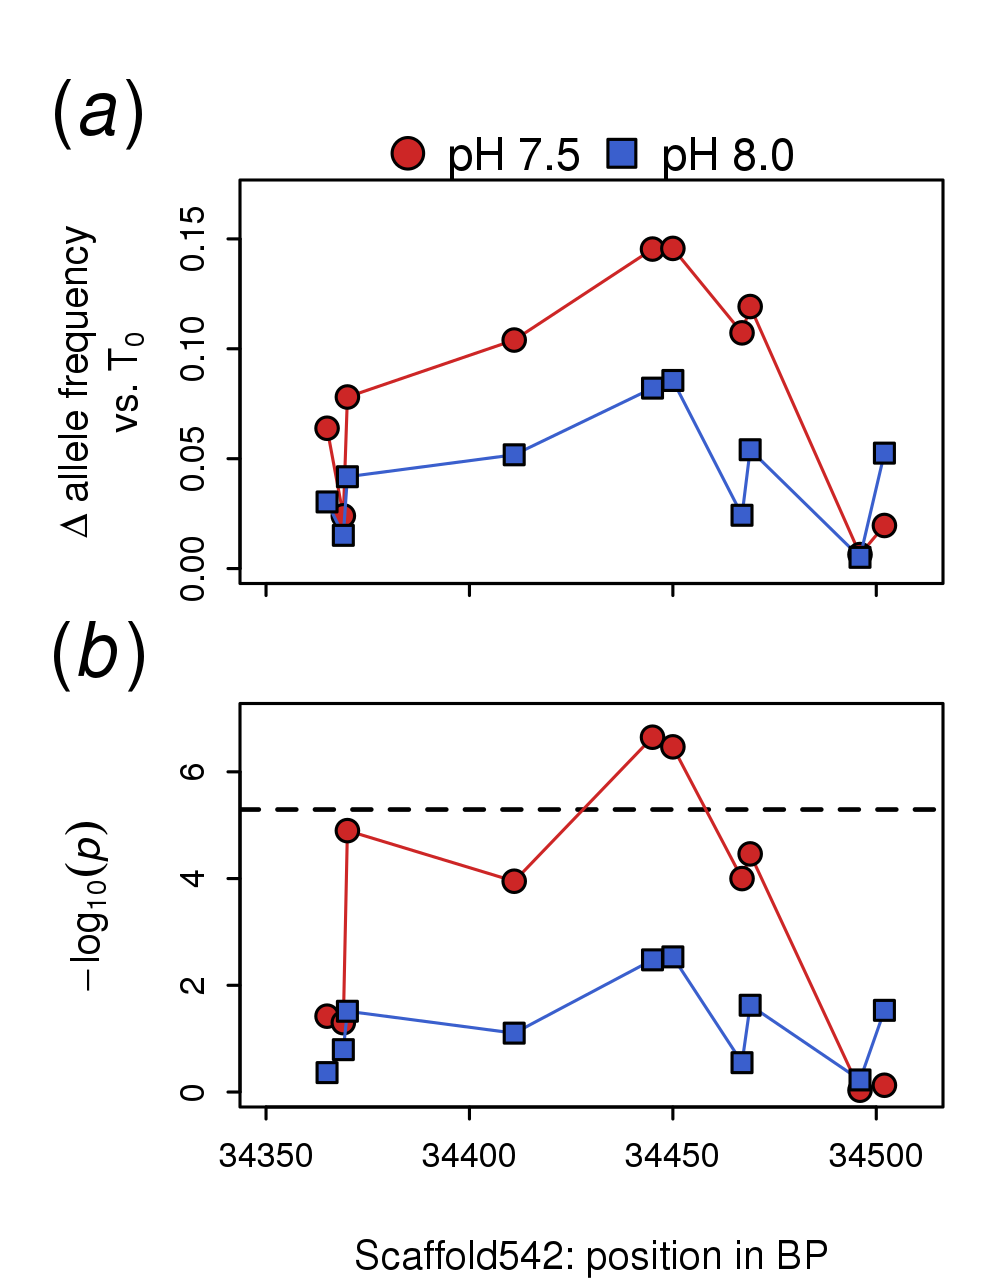 (a)
pH 7.5 pH 8.0
Δ allele frequency
vs. T₀
0.15
0.10
0.05
0.00
(b)
−log₁₀(p)
6
4
2
0
34350 34400 34450 34500
Scaffold542: position in BP